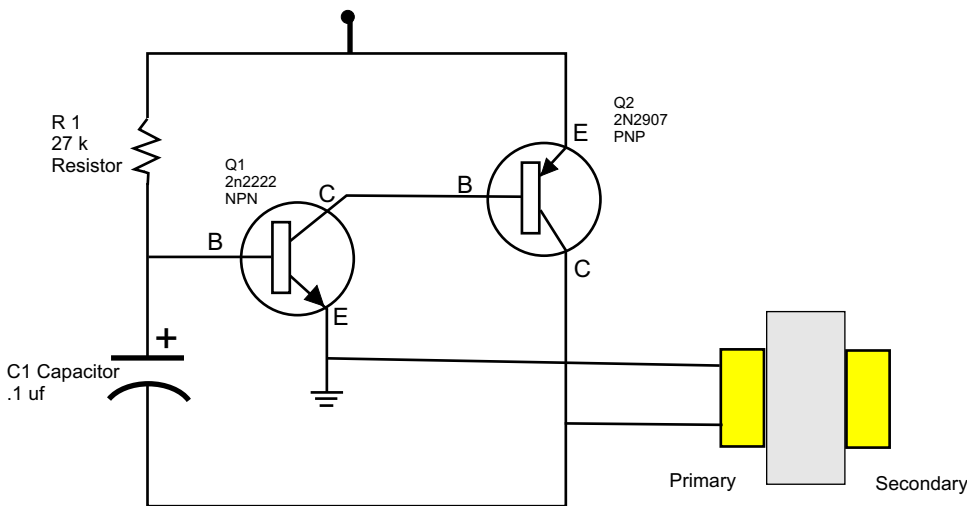 R 1
27 k
Resistor
Q1
2n2222
NPN
C
B
E
B
Q2
2N2907
PNP
E
C
+
C1 Capacitor
.1 uf
Primary
Secondary